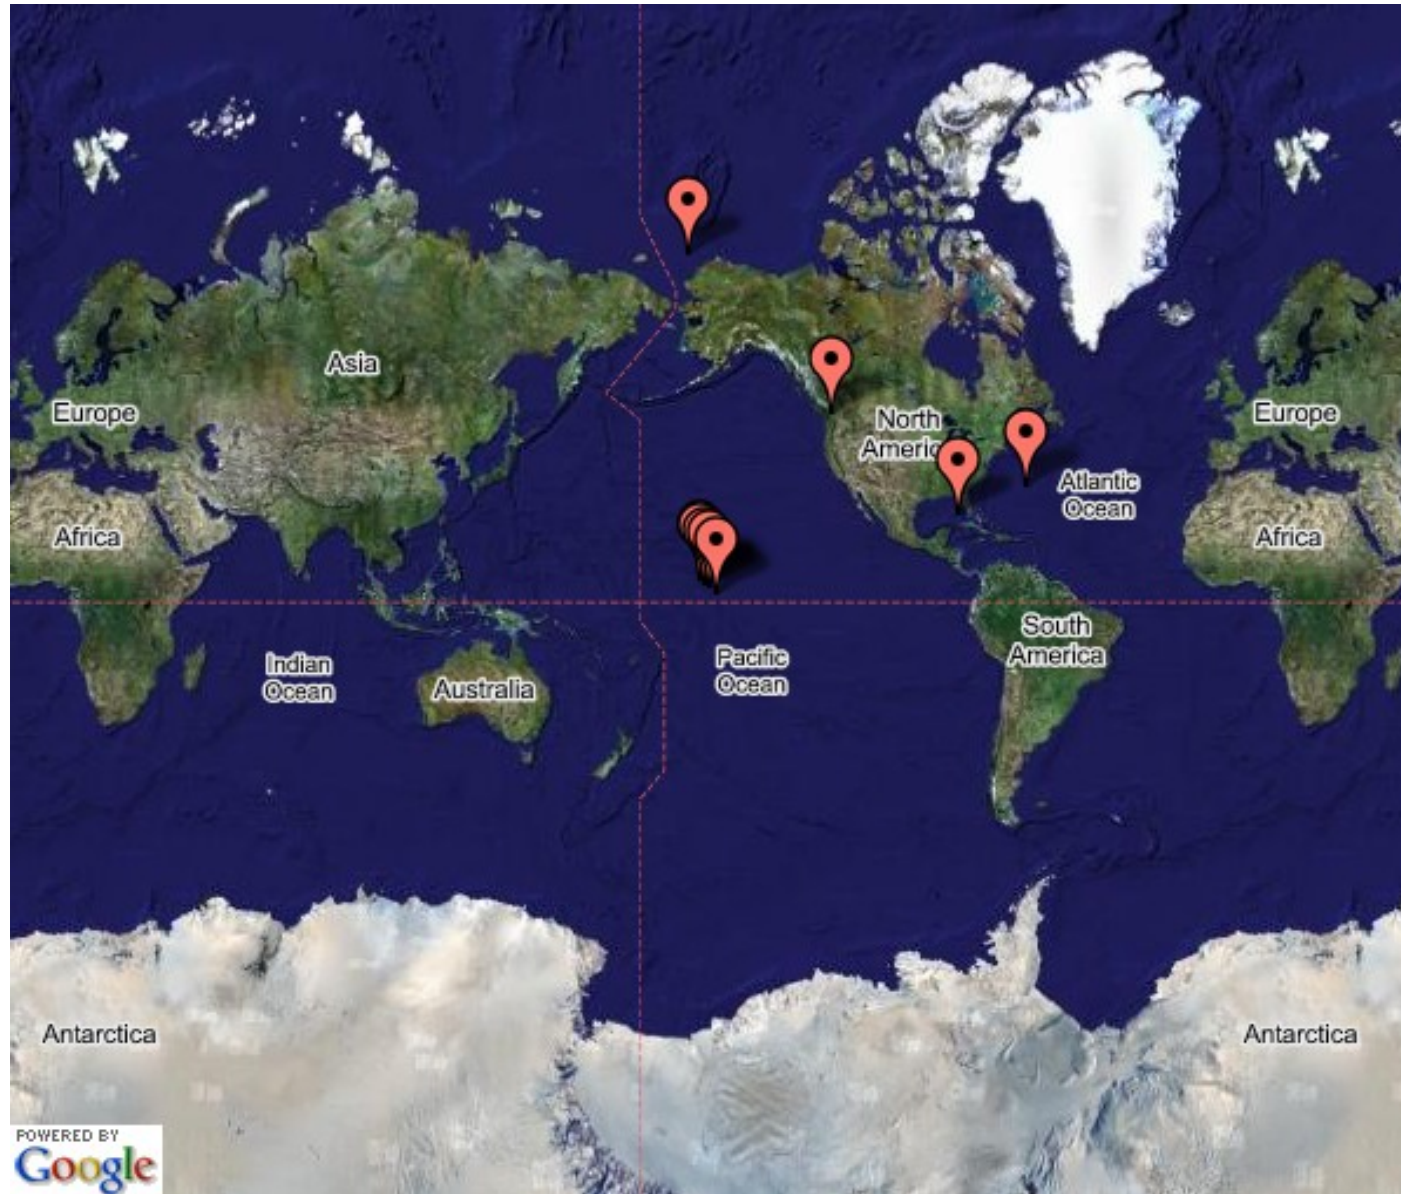 Asia
Europe
North
Americ
Europe
Atlantic
Ocean
Africa
Africa
South
America
Indian
Ocean
Australia
Pacific
Ocean
Antarctica
Antarctica
POWERED BY
Google